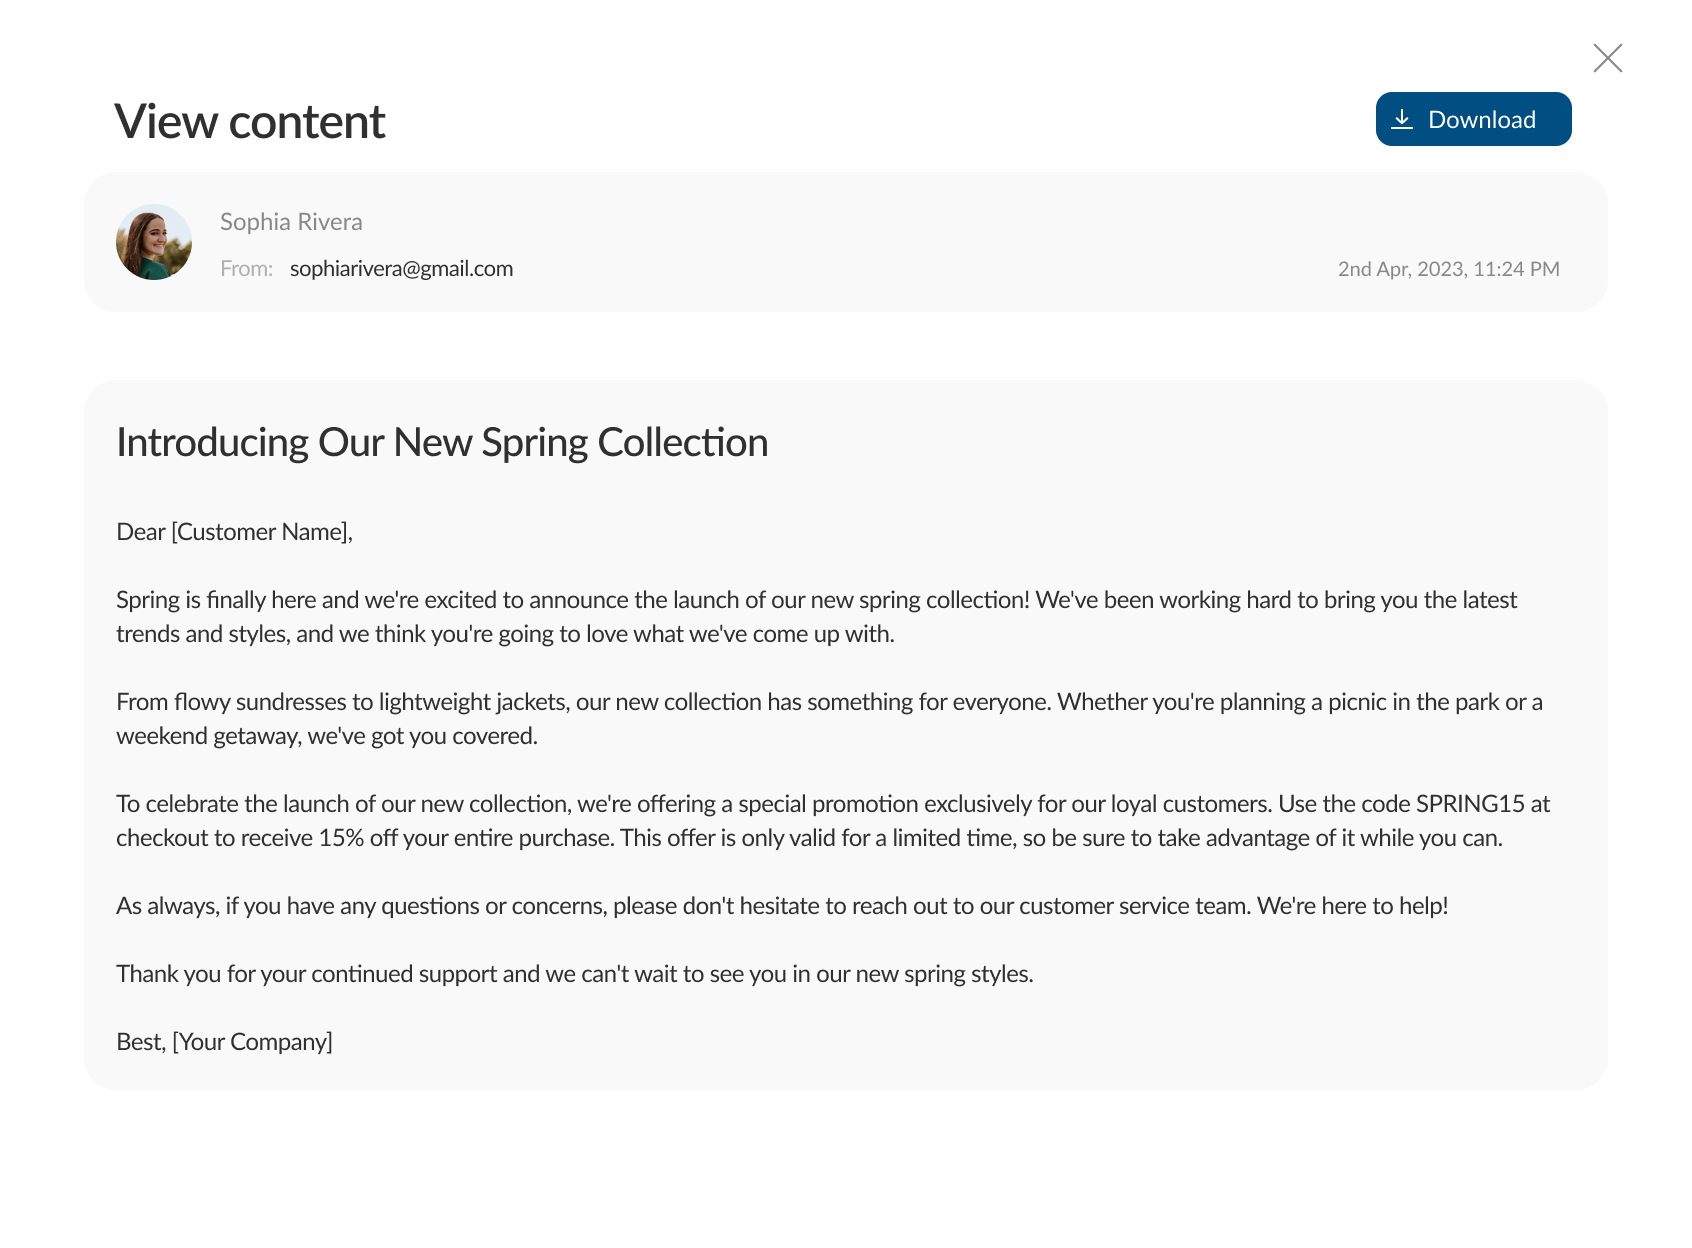 View content
Download
Sophia Rivera
From: sophiarivera@gmail.com
2nd Apr, 2023, 11:24 PM
Introducing Our New Spring Collection
Dear [Customer Name],
Spring is finally here and we're excited to announce the launch of our new spring collection! We've been working hard to bring you the latest
trends and styles, and we think you're going to love what we've come up with.
From flowy sundresses to lightweight jackets, our new collection has something for everyone. Whether you're planning a picnic in the park or a
weekend getaway, we've got you covered.
To celebrate the launch of our new collection, we're offering a special promotion exclusively for our loyal customers. Use the code SPRING15 at
checkout to receive 15% off your entire purchase. This offer is only valid for a limited time, so be sure to take advantage of it while you can.
As always, if you have any questions or concerns, please don't hesitate to reach out to our customer service team. We're here to help!
Thank you for your continued support and we can't wait to see you in our new spring styles.
Best, [Your Company]